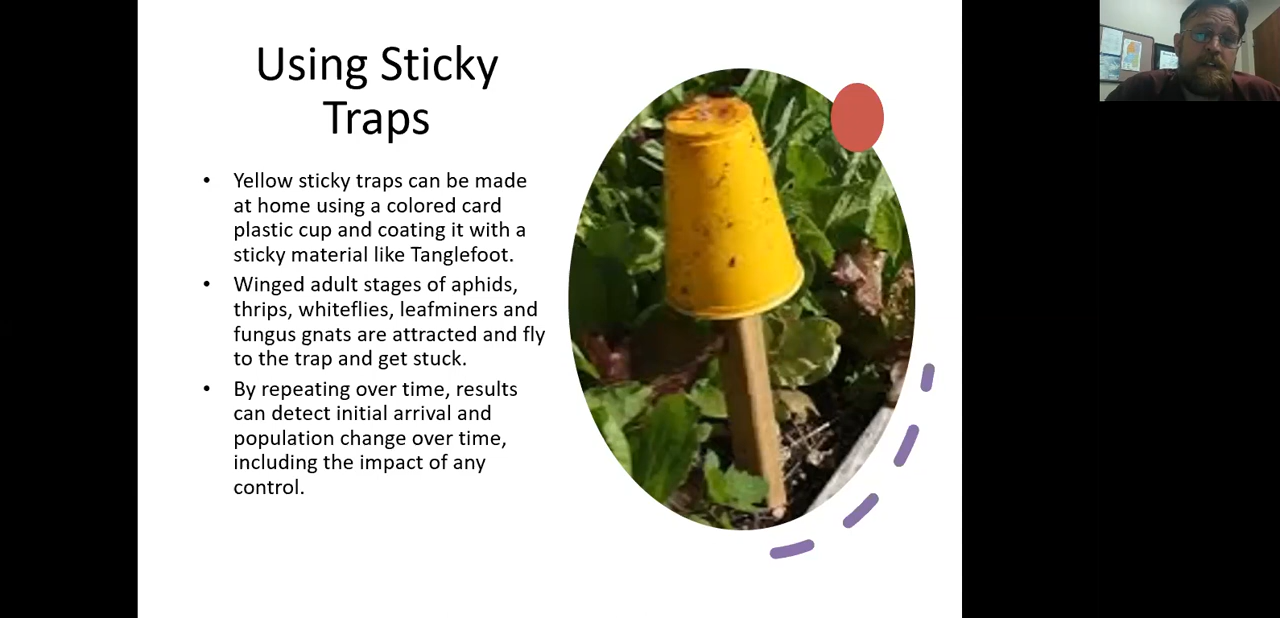 Using Sticky
Traps
• Yellow sticky traps can be made
at home using a colored card
plastic cup and coating it with a
sticky material like Tanglefoot.
• Winged adult stages of aphids,
thrips, whiteflies, leafminers and
fungus gnats are attracted and fly
to the trap and get stuck.
• By repeating over time, results
can detect initial arrival and
population change over time,
including the impact of any
control.